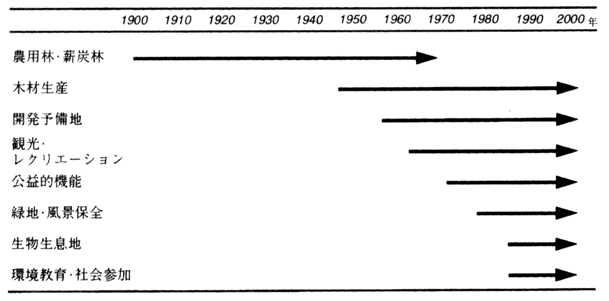 1900 1910 1920 1930 1940 1950 1960 1970 1980 1990 2000 年
農用林・薪炭林
木材生産
開発予備地
観光・
レクリエーション
公益的機能
緑地・風景保全
生物生息地
環境教育・社会参加